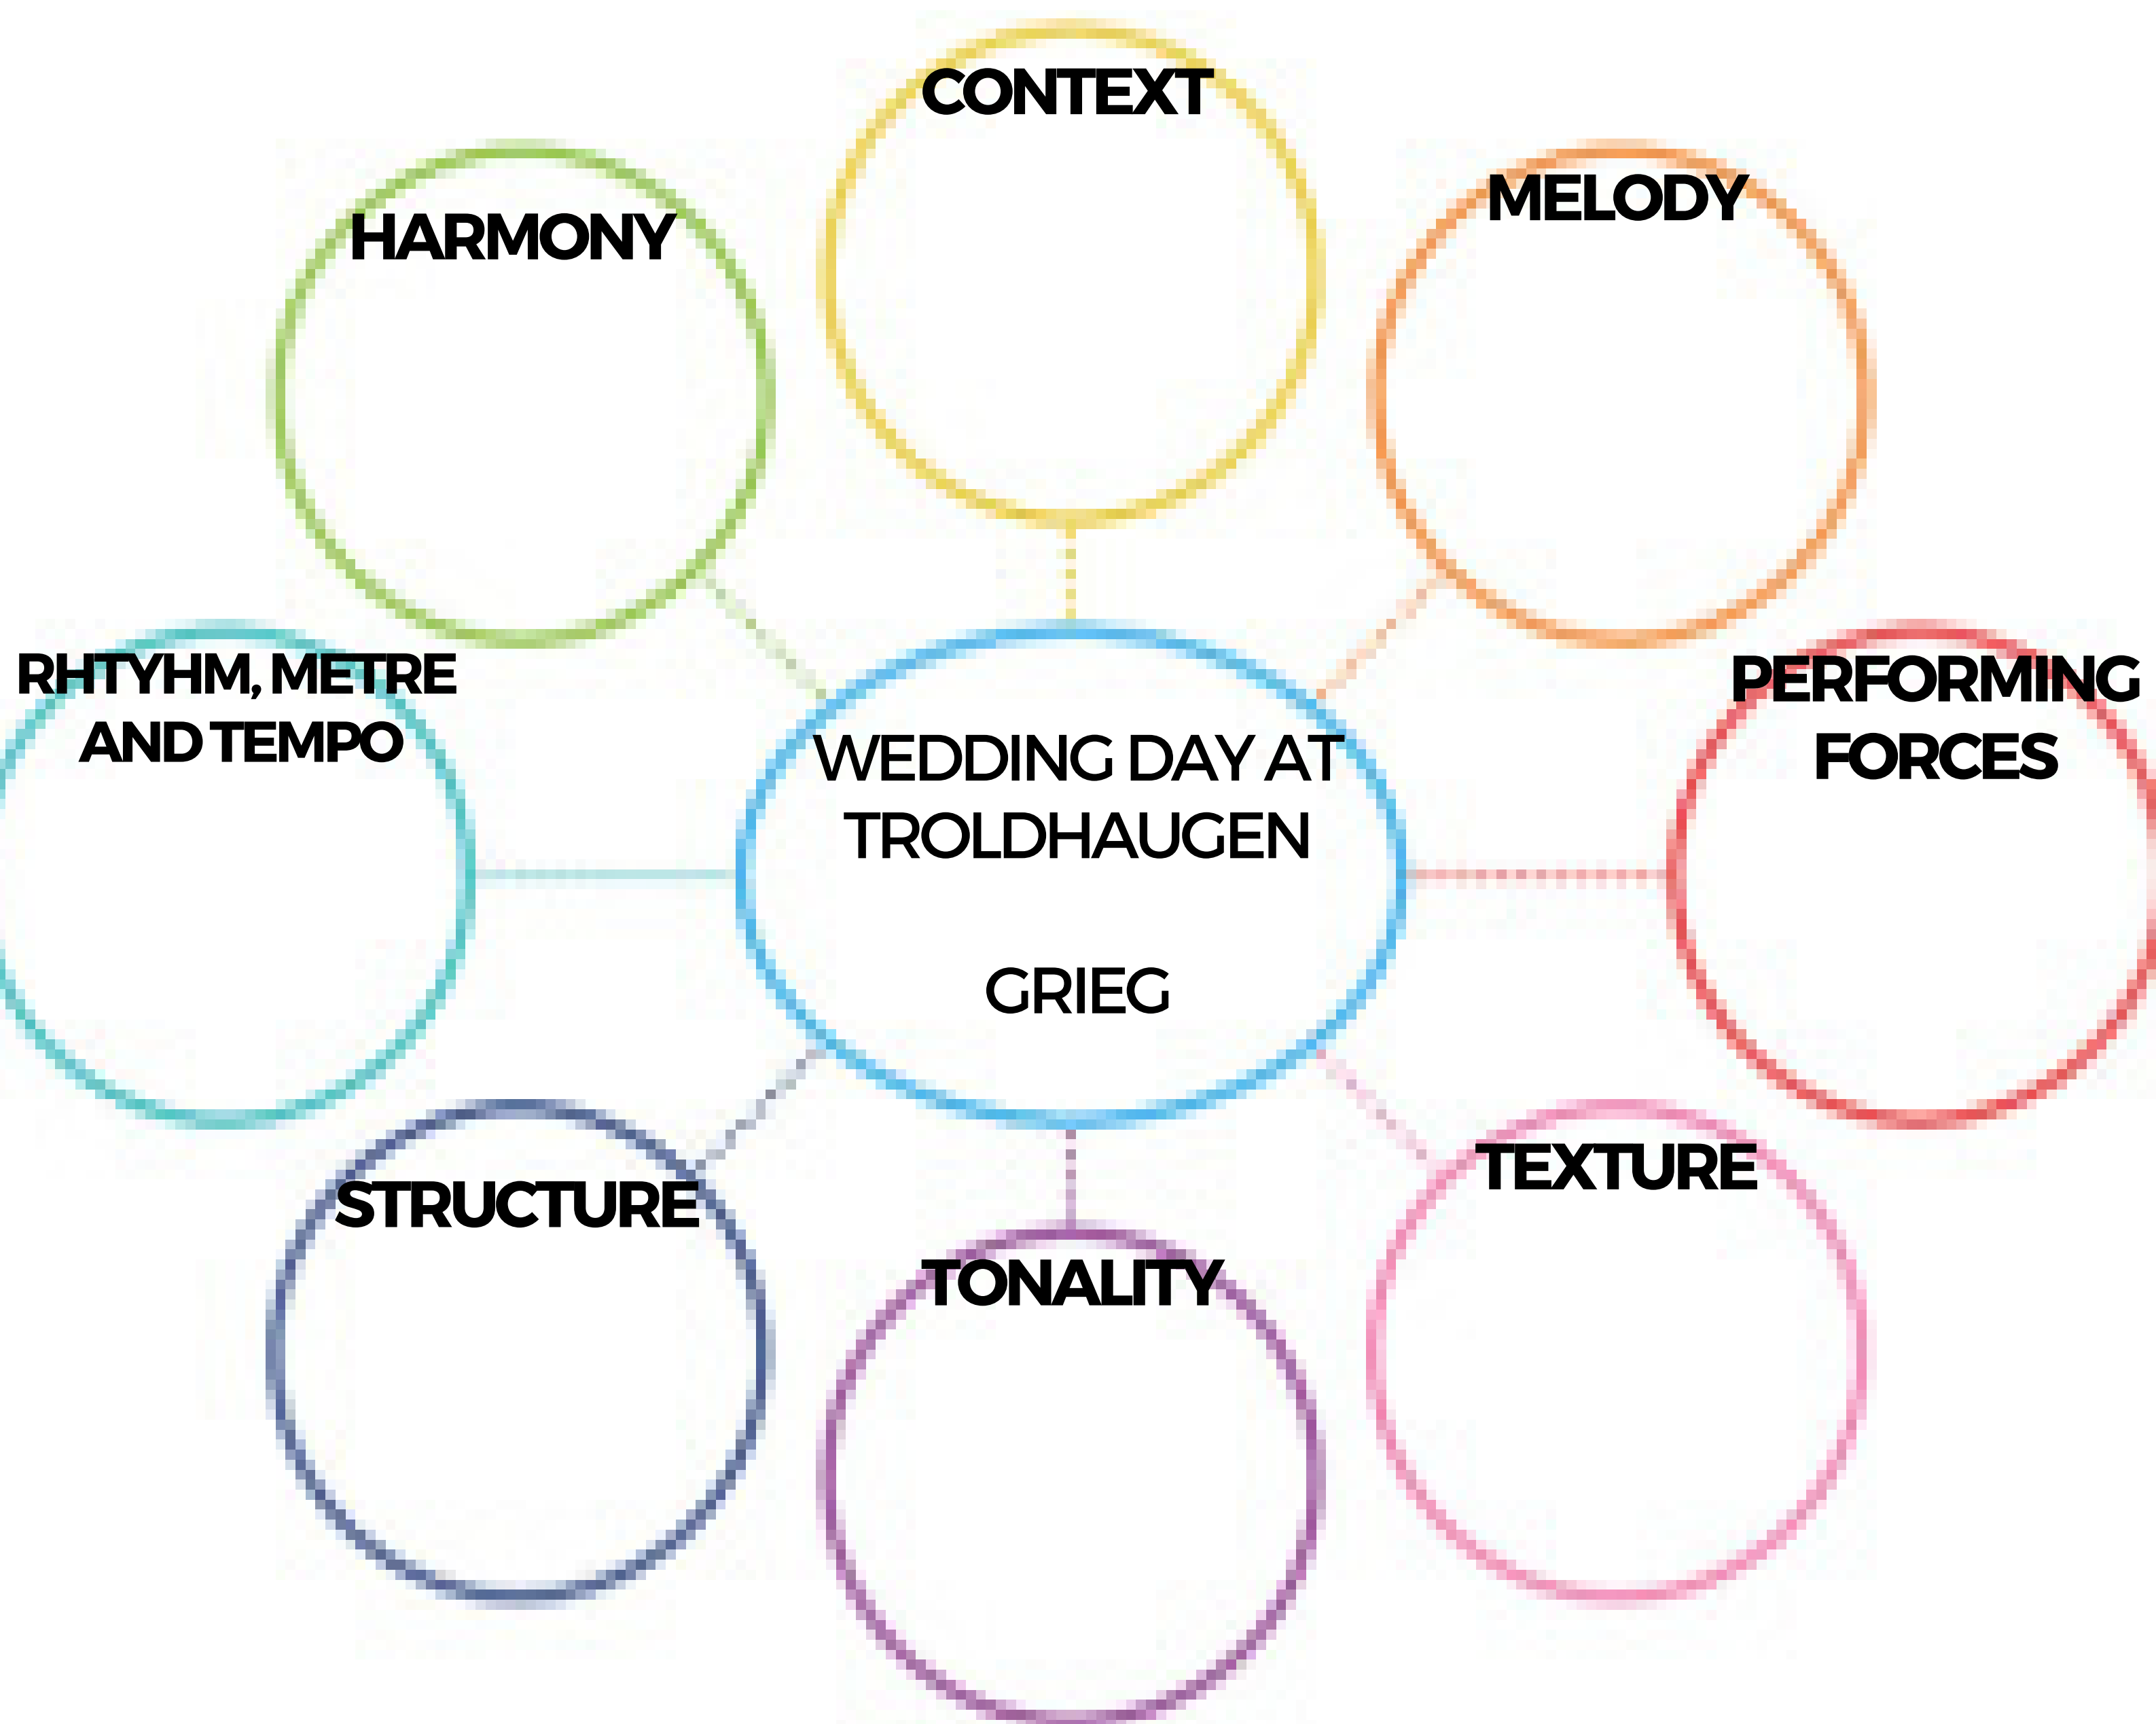 CONTEXT
MELODY
HARMONY
RHTYHM, METRE
AND TEMPO
PERFORMING
FORCES
WEDDING DAY AT
TROLDHAUGEN
GRIEG
STRUCTURE
TEXTURE
TONALITY